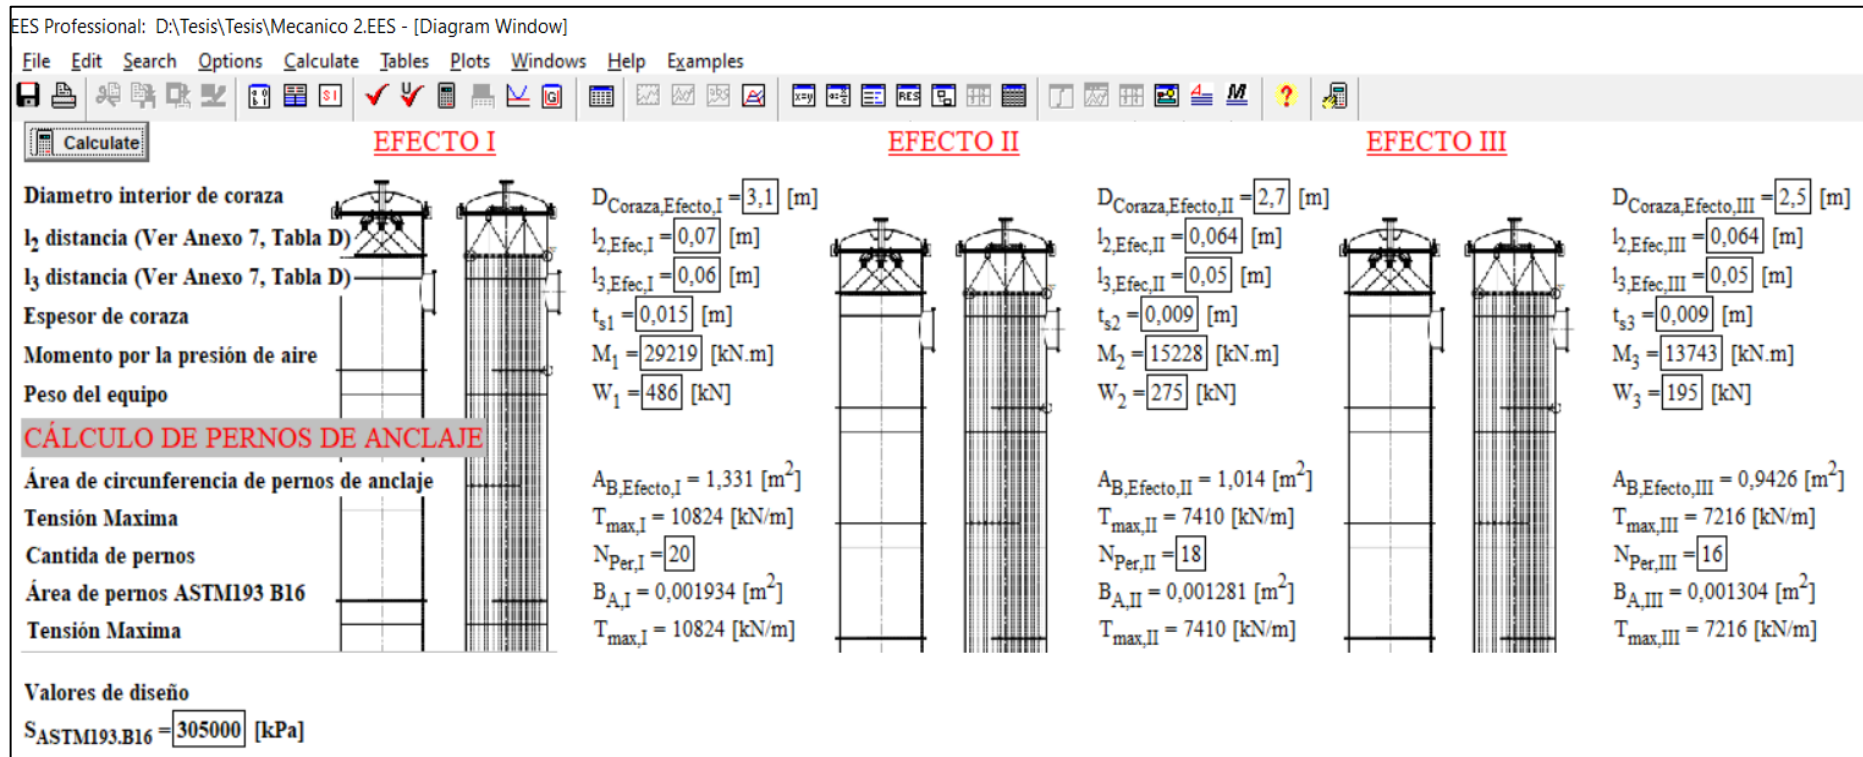 EES Professional: D:\Tesis\Tesis\Mecanico 2.EES - [Diagram Window]
File Edit Search Options Calculate Tables Plots Windows Help Examples
Calculate
EFECTO I
EFECTO II
EFECTO III
Diametro interior de coraza
l2 distancia (Ver Anexo 7, Tabla D)
l3 distancia (Ver Anexo 7, Tabla D)
Espesor de coraza
Momento por la presión de aire
Peso del equipo
CÁLCULO DE PERNOS DE ANCLAJE
Área de circunferencia de pernos de anclaje
Tensión Maxima
Cantida de pernos
Área de pernos ASTM193 B16
Tensión Maxima
Valores de diseño
SASTM193.B16 = 305000 [kPa]
DCoraza,Efecto,I = 3,1 [m]
l2,Efec,I = 0,07 [m]
l3,Efec,I = 0,06 [m]
ts1 = 0,015 [m]
M1 = 29219 [kN.m]
W1 = 486 [kN]
AB,Efecto,I = 1,331 [m2]
Tmax,I = 10824 [kN/m]
NPer,I = 20
BA,I = 0,001934 [m2]
Tmax,I = 10824 [kN/m]
DCoraza,Efecto,II = 2,7 [m]
l2,Efec,II = 0,064 [m]
l3,Efec,II = 0,05 [m]
ts2 = 0,009 [m]
M2 = 15228 [kN.m]
W2 = 275 [kN]
AB,Efecto,II = 1,014 [m2]
Tmax,II = 7410 [kN/m]
NPer,II = 18
BA,II = 0,001281 [m2]
Tmax,II = 7410 [kN/m]
DCoraza,Efecto,III = 2,5 [m]
l2,Efec,III = 0,064 [m]
l3,Efec,III = 0,05 [m]
ts3 = 0,009 [m]
M3 = 13743 [kN.m]
W3 = 195 [kN]
AB,Efecto,III = 0,9426 [m2]
Tmax,III = 7216 [kN/m]
NPer,III = 16
BA,III = 0,001304 [m2]
Tmax,III = 7216 [kN/m]